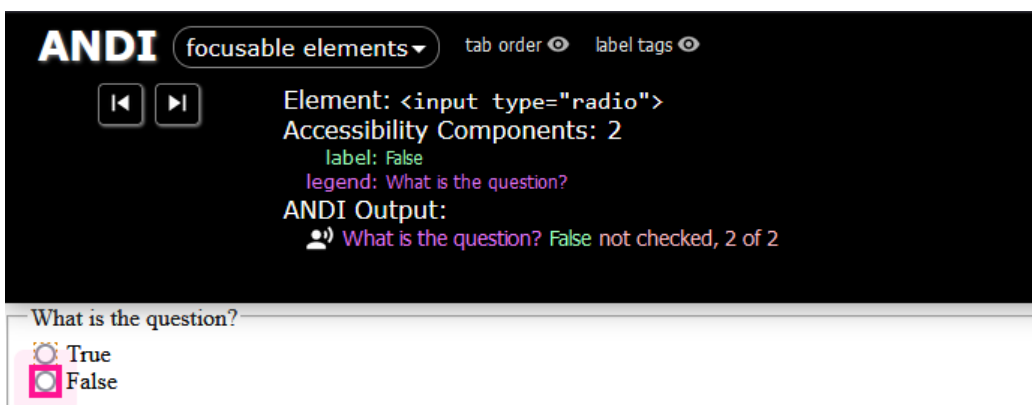 ANDI focusable elements tab order label tags
Element: <input type="radio">
Accessibility Components: 2
label: False
legend: What is the question?
ANDI Output:
What is the question? False not checked, 2 of 2
What is the question?
True
False